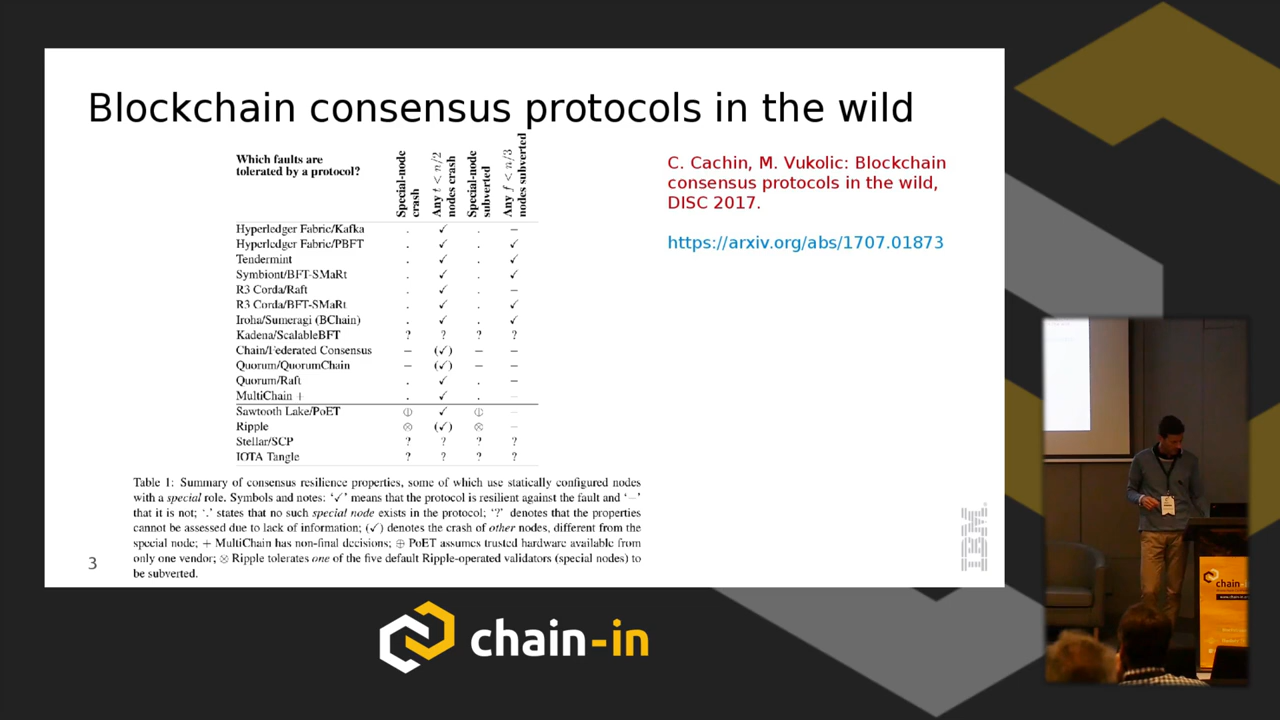 Blockchain consensus protocols in the wild
Which faults are
tolerated by a protocol?
Special-node
crash
Any t < n/2
nodes crash
Special-node
subverted
Any f < n/3
nodes subverted
Hyperledger Fabric/Kafka . ✓ . –
Hyperledger Fabric/PBFT . ✓ . ✓
Tendermint . ✓ . ✓
Symbiont/BFT-SMaRt . ✓ . ✓
R3 Corda/Raft . ✓ . –
R3 Corda/BFT-SMaRt . ✓ . ✓
Iroha/Sumeragi (BChain) . ✓ . ✓
Kadena/ScalableBFT ? ? ? ?
Chain/Federated Consensus – (✓) – –
Quorum/QuorumChain – (✓) – –
Quorum/Raft . ✓ . –
MultiChain + . ✓ . –
Sawtooth Lake/PoET ⊕ ✓ ⊕ –
Ripple ⊗ (✓) ⊗ –
Stellar/SCP ? ? ? ?
IOTA Tangle ? ? ? ?
Table 1: Summary of consensus resilience properties, some of which use statically configured nodes
with a special role. Symbols and notes: ‘✓’ means that the protocol is resilient against the fault and ‘–’
that it is not; ‘.’ states that no such special node exists in the protocol; ‘?’ denotes that the properties
cannot be assessed due to lack of information; (✓) denotes the crash of other nodes, different from the
special node; + MultiChain has non-final decisions; ⊕ PoET assumes trusted hardware available from
only one vendor; ⊗ Ripple tolerates one of the five default Ripple-operated validators (special nodes) to
be subverted.
C. Cachin, M. Vukolic: Blockchain
consensus protocols in the wild,
DISC 2017.
https://arxiv.org/abs/1707.01873
3
IBM
chain-in
chain-in